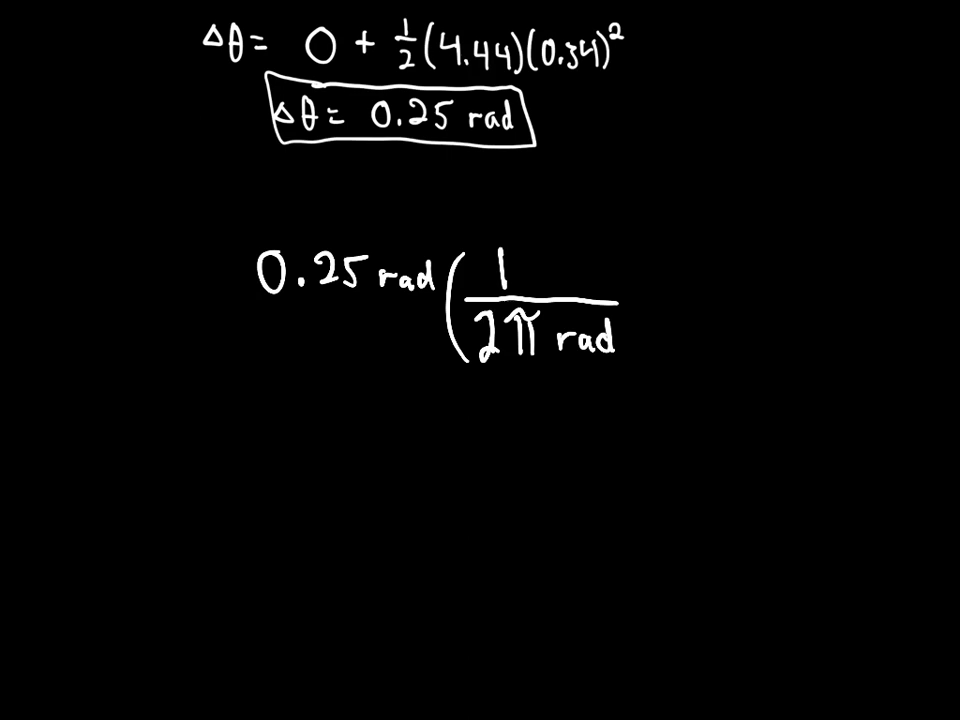 Δθ = 0 + 1/2 (4.44)(0.34)²
Δθ = 0.25 rad
0.25 rad ( 1 / 2π rad